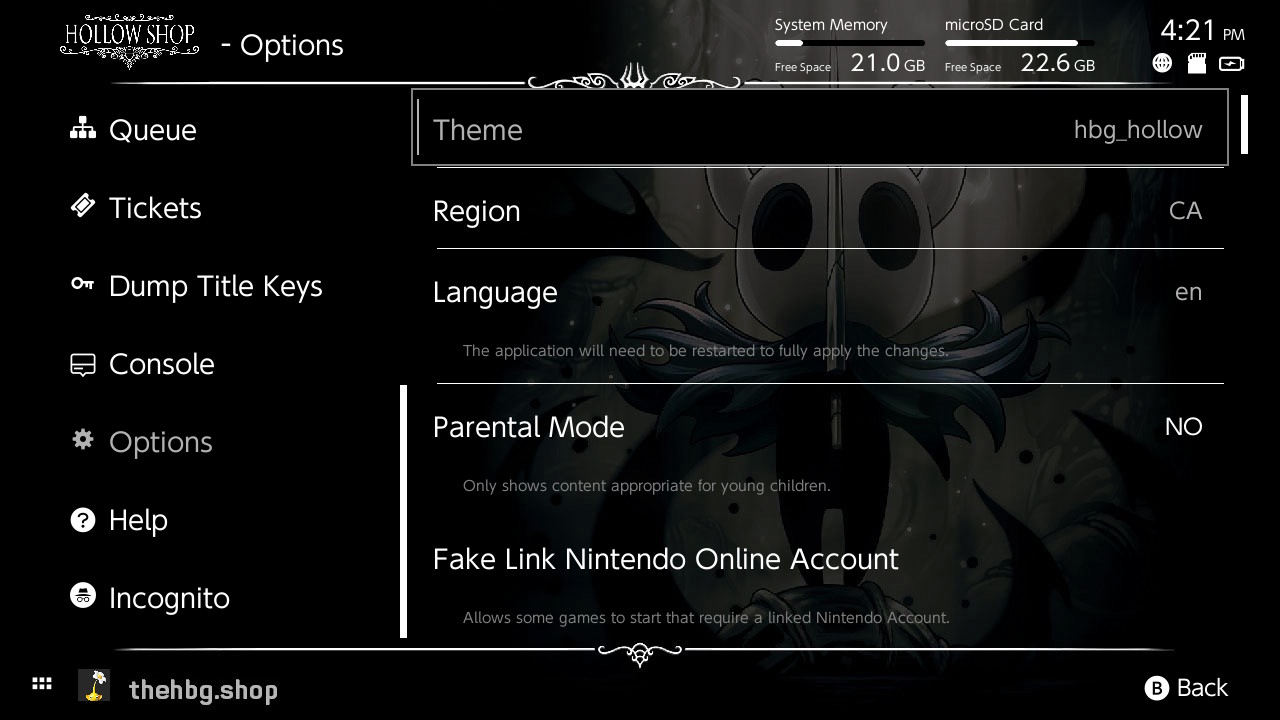 HOLLOW SHOP - Options
System Memory
Free Space 21.0 GB
microSD Card
Free Space 22.6 GB
4:21 PM
Queue
Tickets
Dump Title Keys
Console
Options
Help
Incognito
Theme hbg_hollow
Region CA
Language en
The application will need to be restarted to fully apply the changes.
Parental Mode NO
Only shows content appropriate for young children.
Fake Link Nintendo Online Account
Allows some games to start that require a linked Nintendo Account.
thehbg.shop
B Back